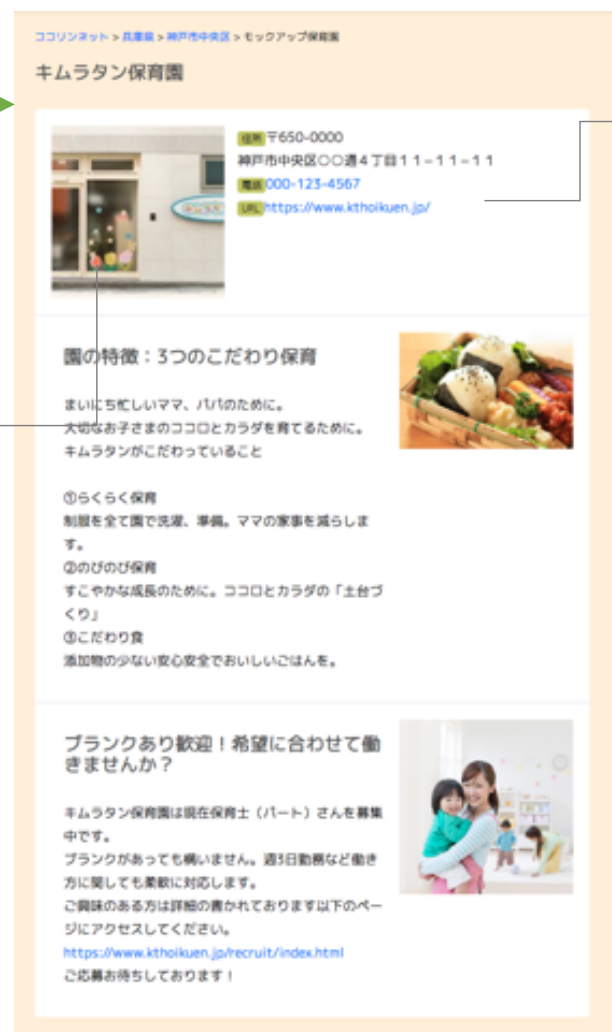 ココリンネット > 兵庫県 > 神戸市中央区 > モックアップ保育園
キムラタン保育園
住所 〒650-0000
神戸市中央区〇〇通4丁目11-11-11
電話 000-123-4567
URL https://www.kthoikuen.jp/
キムラタ
園の特徴：3つのこだわり保育
まいにち忙しいママ、パパのために。
大切なお子さまのココロとカラダを育てるために。
キムラタンがこだわっていること
①らくらく保育
制服を全て園で洗濯、準備。ママの家事を減らしま
す。
②のびのび保育
すこやかな成長のために。ココロとカラダの「土台づ
くり」
③こだわり食
添加物の少ない安心安全でおいしいごはんを。
ブランクあり歓迎！希望に合わせて働
きませんか？
キムラタン保育園は現在保育士（パート）さんを募集
中です。
ブランクがあっても構いません。週3日勤務など働き
方に関しても柔軟に対応します。
ご興味のある方は詳細の書かれております以下のペー
ジにアクセスしてください。
https://www.kthoikuen.jp/recruit/index.html
ご応募お待ちしております！